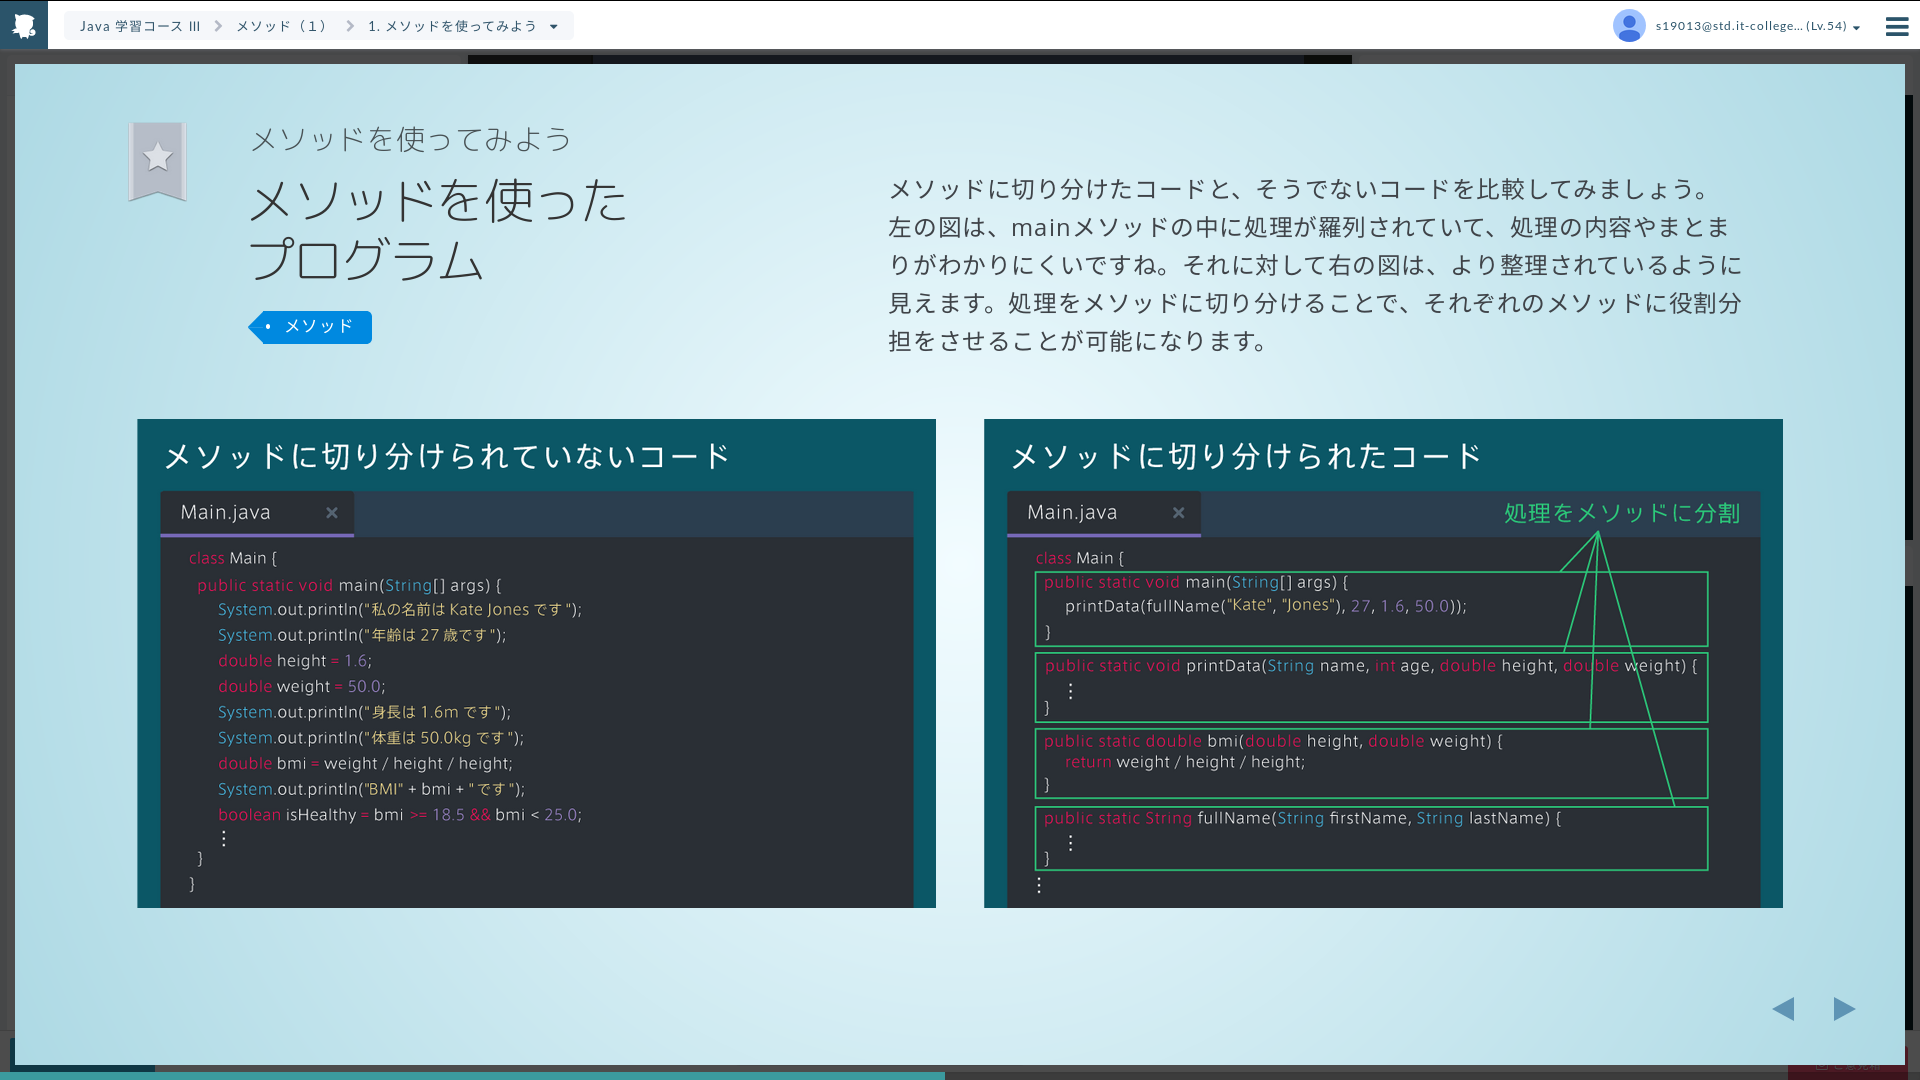 Java 学習コース III
メソッド（１）
1. メソッドを使ってみよう
s19013@std.it-college... (Lv.54)
メソッドを使ってみよう
メソッドを使った
プログラム
メソッド
メソッドに切り分けたコードと、そうでないコードを比較してみましょう。
左の図は、mainメソッドの中に処理が羅列されていて、処理の内容やまとま
りがわかりにくいですね。それに対して右の図は、より整理されているように
見えます。処理をメソッドに切り分けることで、それぞれのメソッドに役割分
担をさせることが可能になります。
メソッドに切り分けられていないコード
Main.java
class Main {
public static void main(String[] args) {
System.out.println("私の名前は Kate Jones です");
System.out.println("年齢は 27 歳です");
double height = 1.6;
double weight = 50.0;
System.out.println("身長は 1.6m です");
System.out.println("体重は 50.0kg です");
double bmi = weight / height / height;
System.out.println("BMI" + bmi + "です");
boolean isHealthy = bmi >= 18.5 && bmi < 25.0;
⋮
}
}
メソッドに切り分けられたコード
Main.java
処理をメソッドに分割
class Main {
public static void main(String[] args) {
printData(fullName("Kate", "Jones"), 27, 1.6, 50.0));
}
public static void printData(String name, int age, double height, double weight) {
⋮
}
public static double bmi(double height, double weight) {
return weight / height / height;
}
public static String fullName(String firstName, String lastName) {
⋮
}
⋮